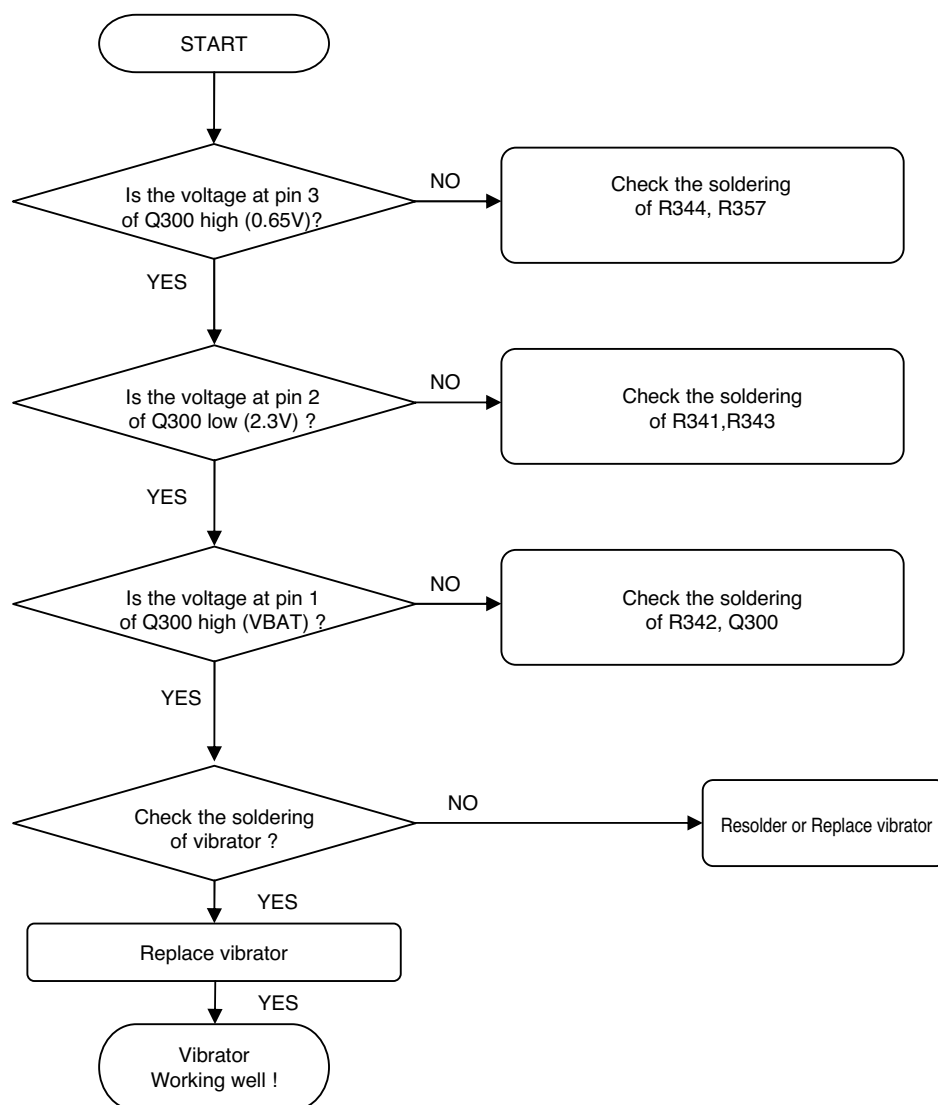 START
Is the voltage at pin 3
of Q300 high (0.65V)?
NO
Check the soldering
of R344, R357
YES
Is the voltage at pin 2
of Q300 low (2.3V) ?
NO
Check the soldering
of R341,R343
YES
Is the voltage at pin 1
of Q300 high (VBAT) ?
NO
Check the soldering
of R342, Q300
YES
Check the soldering
of vibrator ?
NO
Resolder or Replace vibrator
YES
Replace vibrator
YES
Vibrator
Working well !